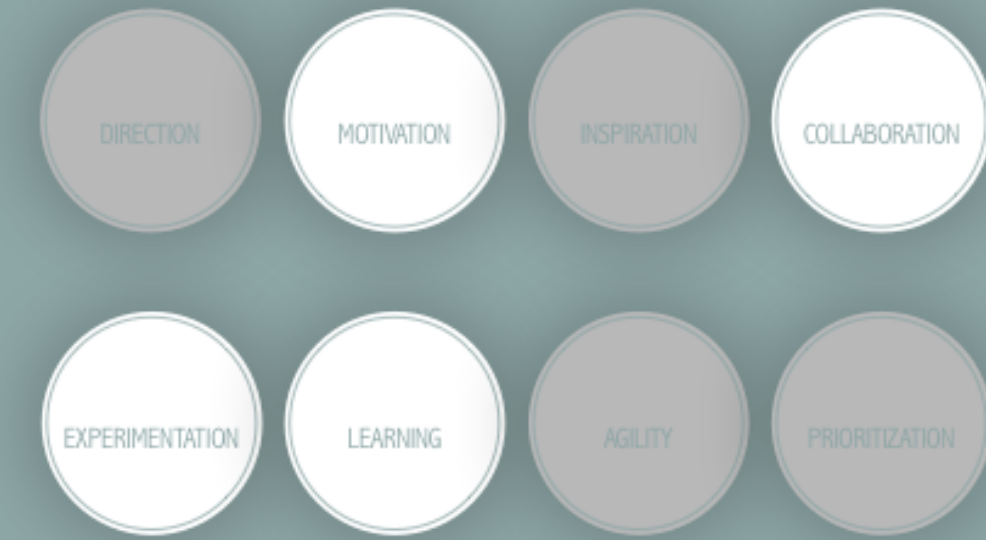 DIRECTION
MOTIVATION
INSPIRATION
COLLABORATION
EXPERIMENTATION
LEARNING
AGILITY
PRIORITIZATION